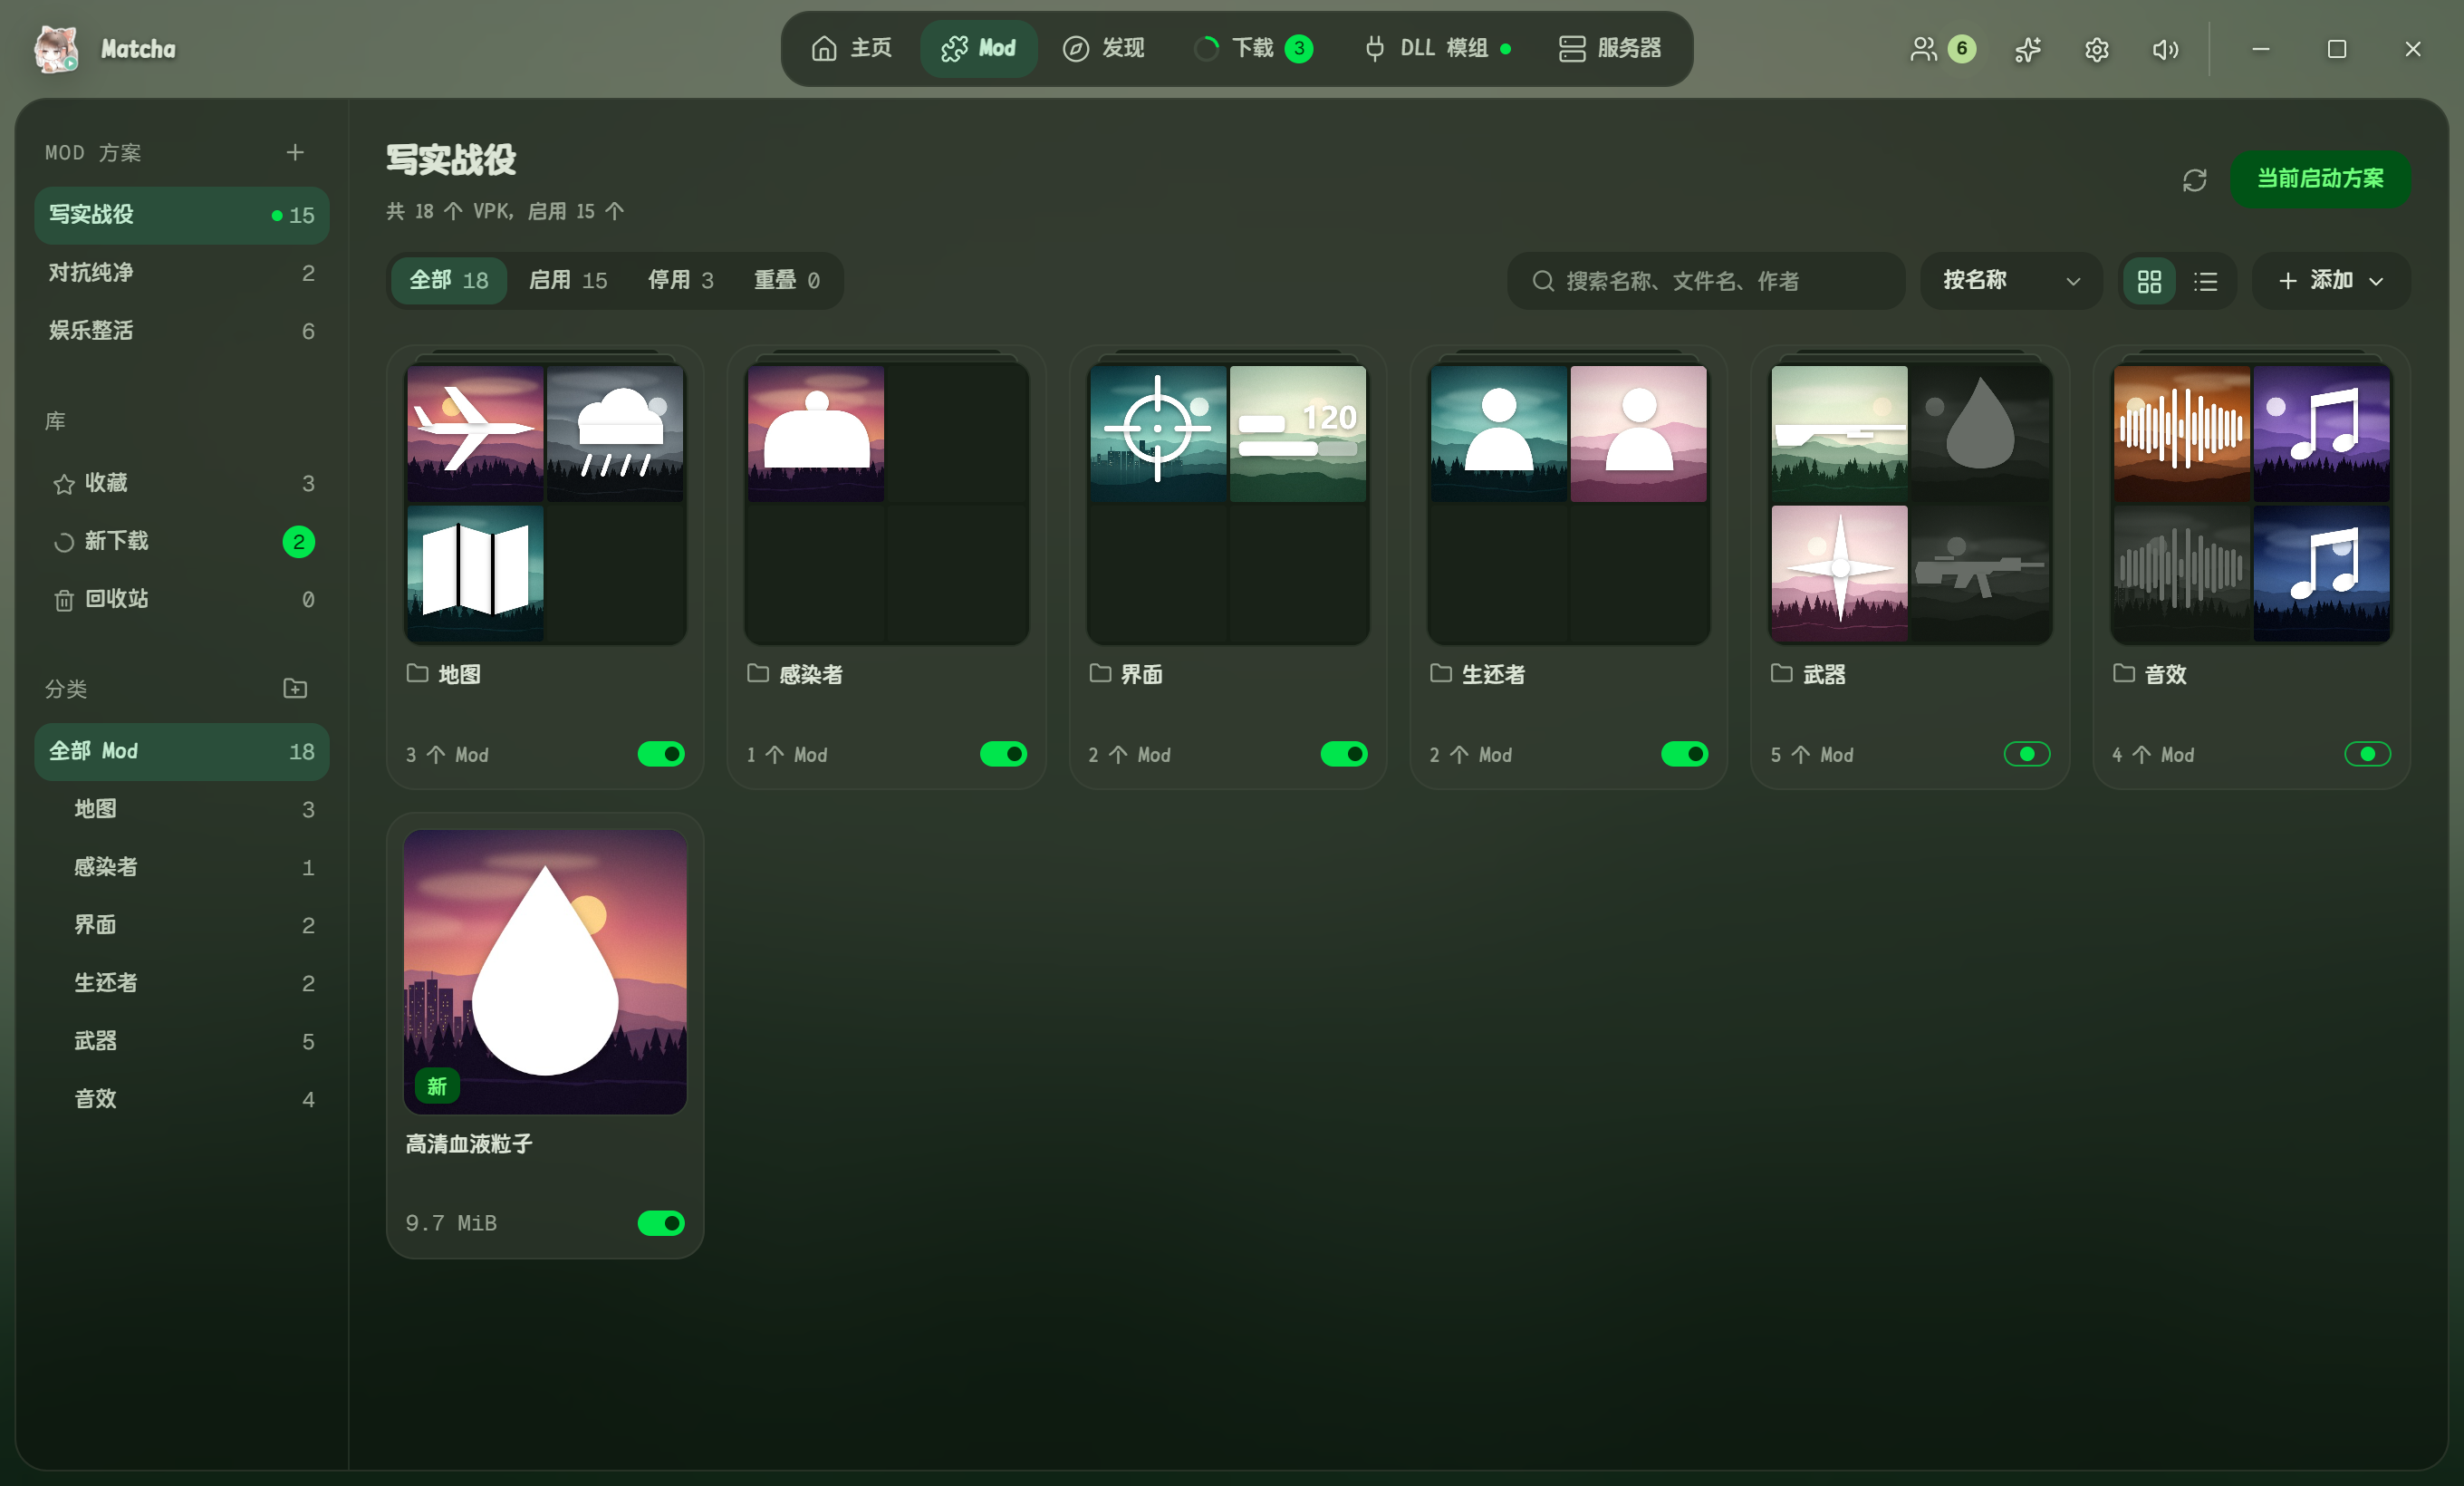 Matcha
主页
Mod
发现
下载 3
DLL 模组
服务器
6
MOD 方案
写实战役 15
对抗纯净 2
娱乐整活 6
库
收藏 3
新下载 2
回收站 0
分类
全部 Mod 18
地图 3
感染者 1
界面 2
生还者 2
武器 5
音效 4
写实战役
共 18 个 VPK，启用 15 个
当前启动方案
全部 18
启用 15
停用 3
重叠 0
搜索名称、文件名、作者
按名称
添加
120
地图
感染者
界面
生还者
武器
音效
3 个 Mod
1 个 Mod
2 个 Mod
2 个 Mod
5 个 Mod
4 个 Mod
新
高清血液粒子
9.7 MiB